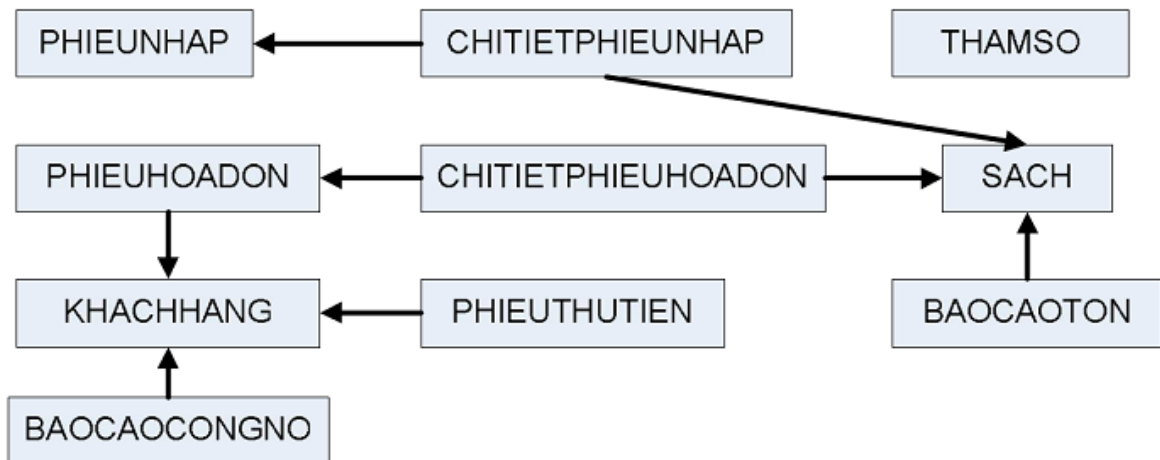 PHIEUNHAP
CHITIETPHIEUNHAP
THAMSO
PHIEUHOADON
CHITIETPHIEUHOADON
SACH
KHACHHANG
PHIEUTHUTIEN
BAOCAOTON
BAOCAOCONGNO